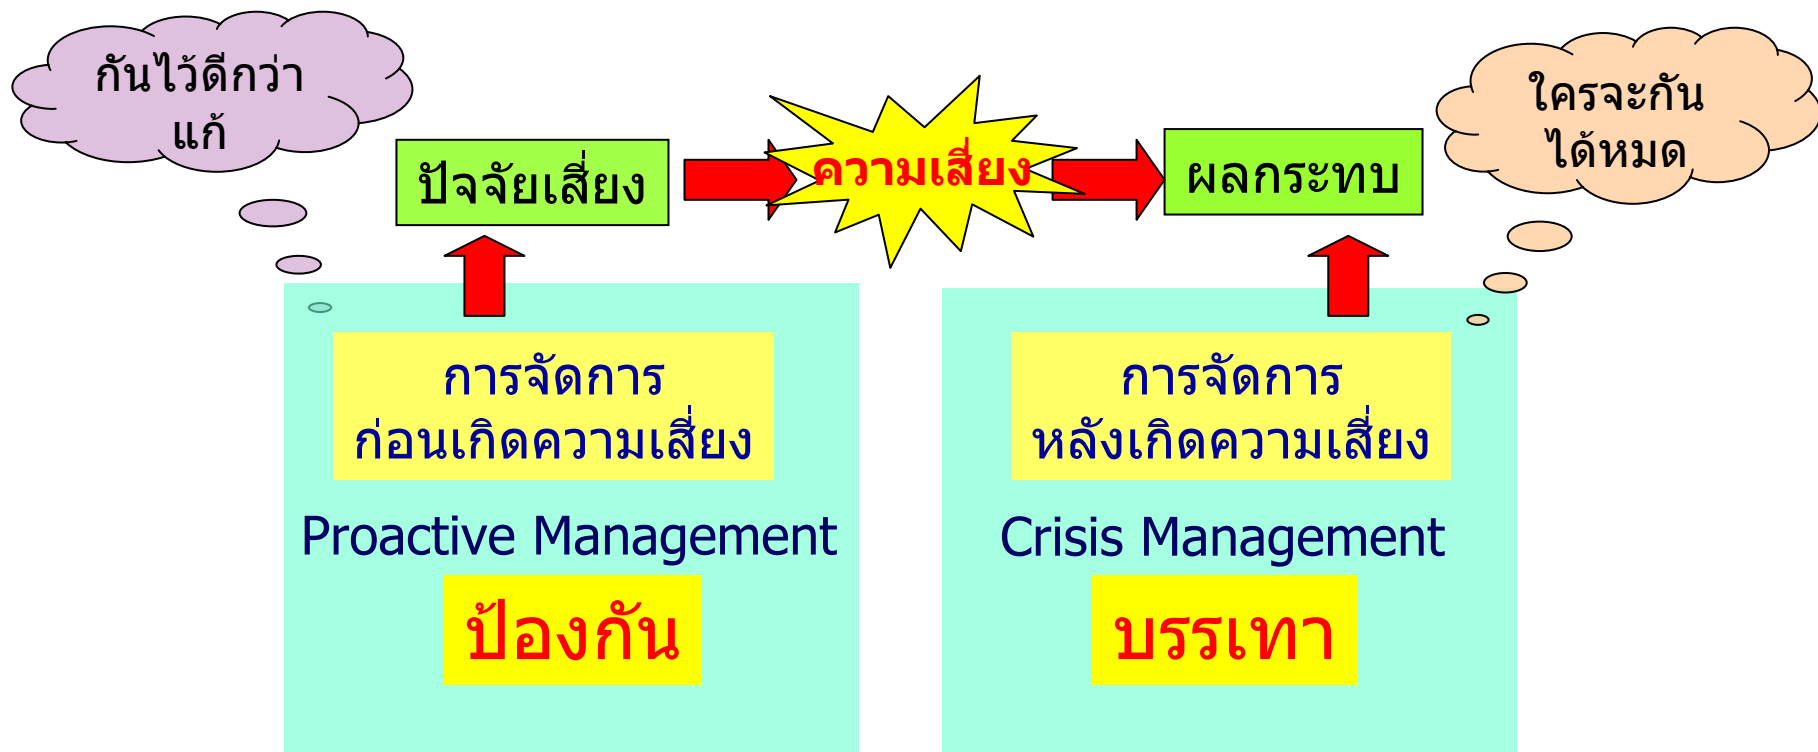 กันไว้ดีกว่า
แก้
ปัจจัยเสี่ยง
ความเสี่ยง
ผลกระทบ
ใครจะกัน
ได้หมด
การจัดการ
ก่อนเกิดความเสี่ยง
Proactive Management
ป้องกัน
การจัดการ
หลังเกิดความเสี่ยง
Crisis Management
บรรเทา